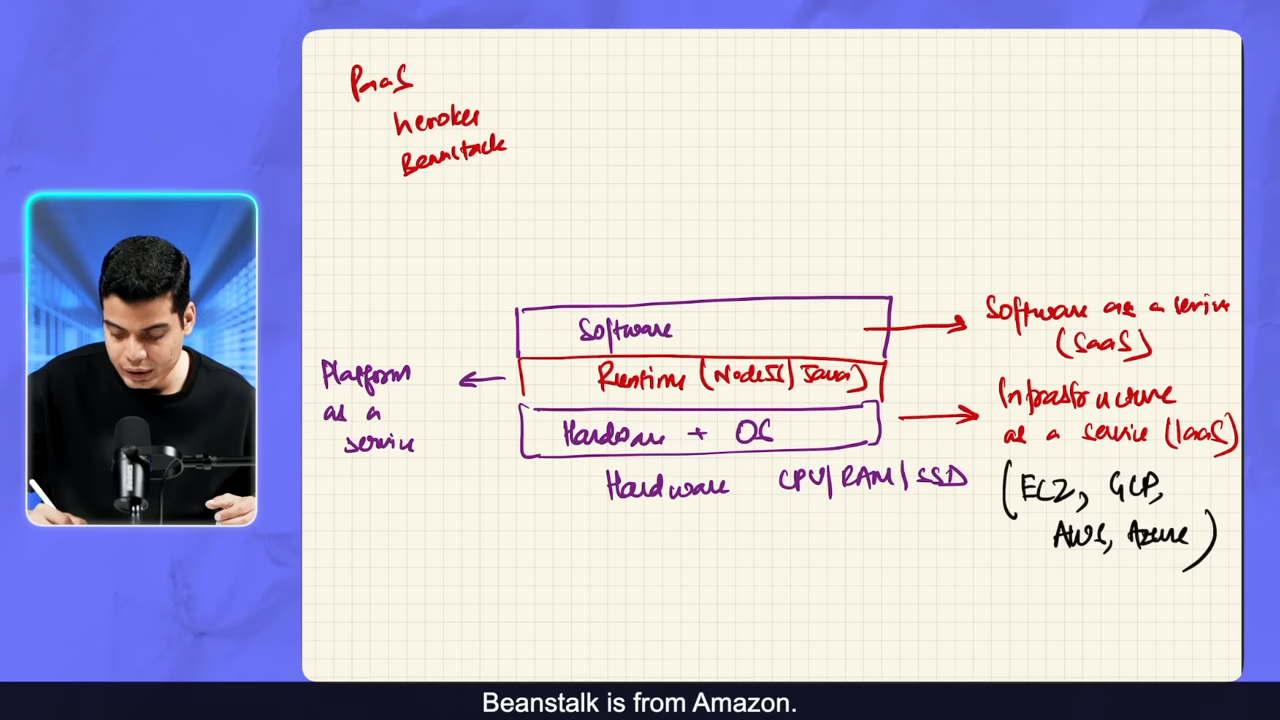 PaaS
heroku
Beanstack
Software
Runtime (NodeJS | Java)
Hardware + OS
Hardware CPU/RAM/SSD
Platform
as a
service
Software as a service
(SaaS)
Infrastructure
as a service (IaaS)
(EC2, GCP,
AWS, Azure)
Beanstalk is from Amazon.